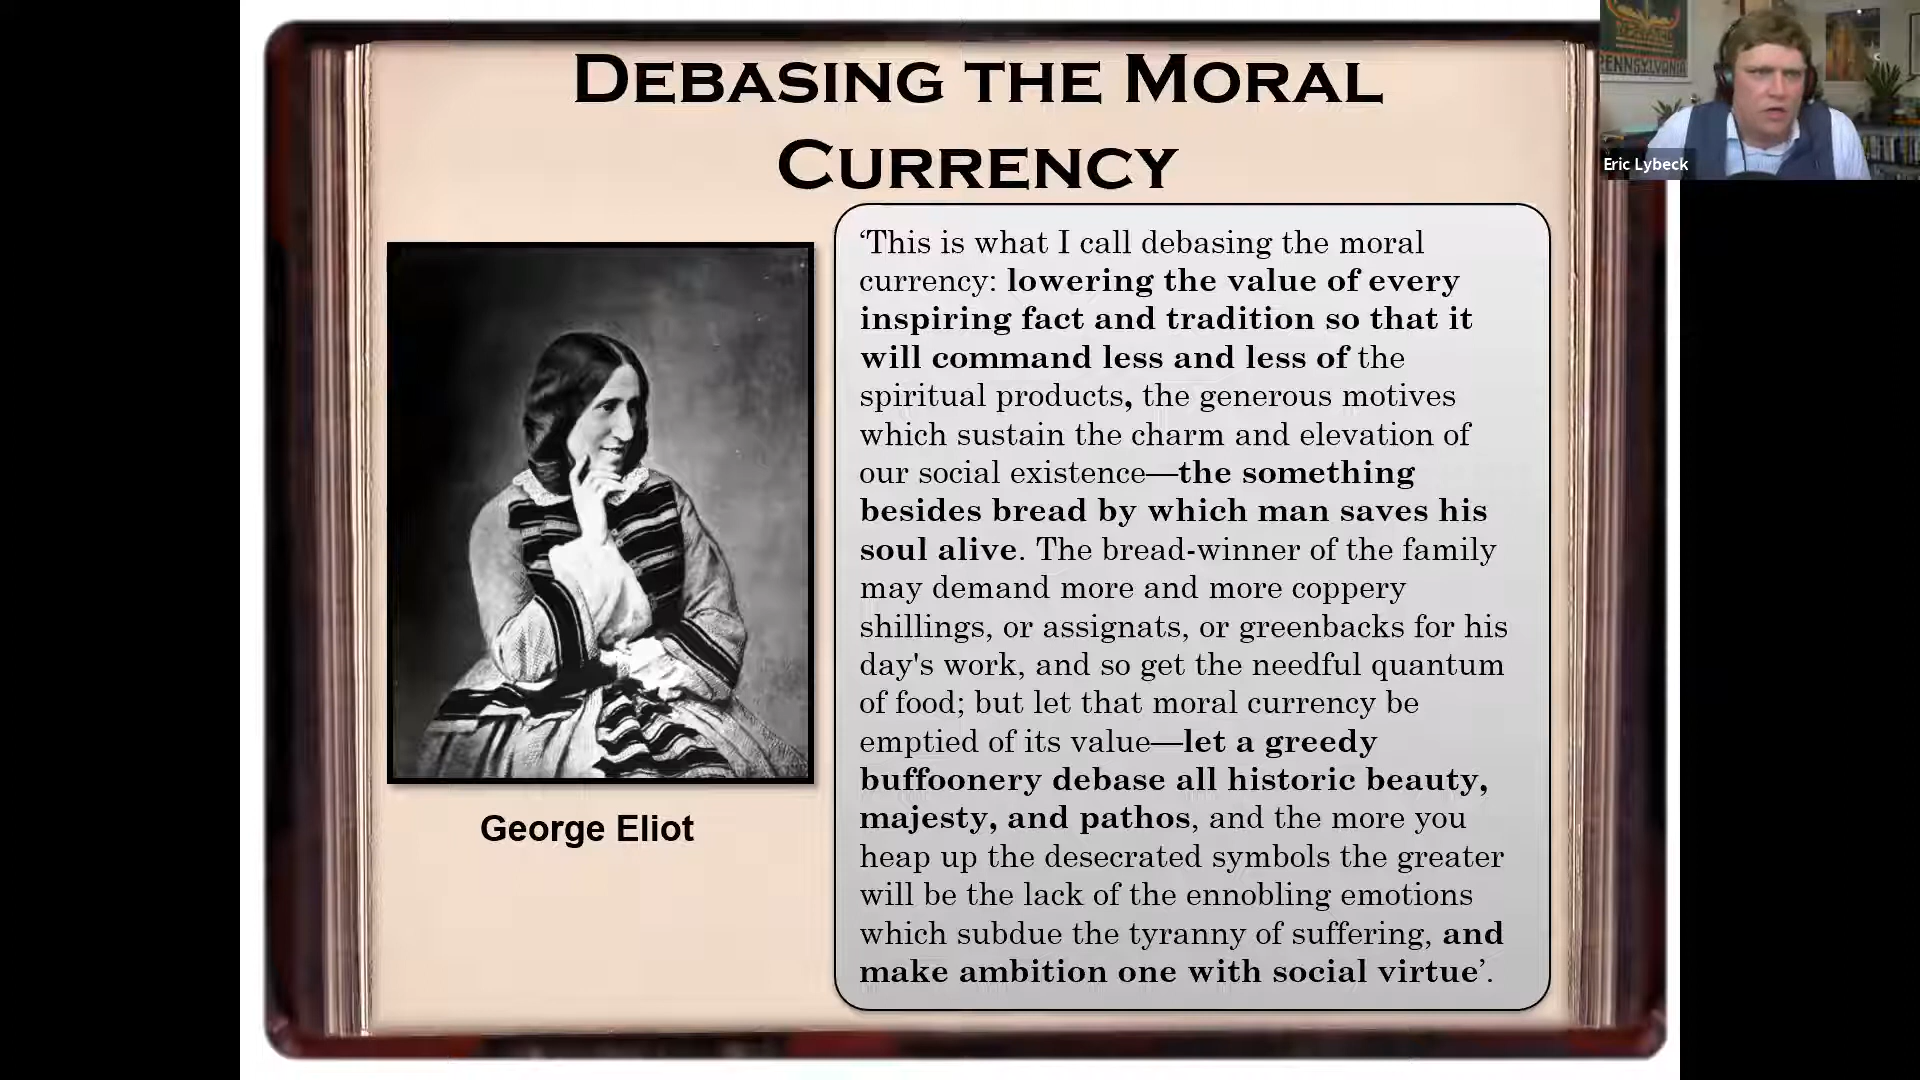 DEBASING THE MORAL
CURRENCY
PENNSYLVANIA
Eric Lybeck
‘This is what I call debasing the moral
currency: lowering the value of every
inspiring fact and tradition so that it
will command less and less of the
spiritual products, the generous motives
which sustain the charm and elevation of
our social existence—the something
besides bread by which man saves his
soul alive. The bread-winner of the family
may demand more and more coppery
shillings, or assignats, or greenbacks for his
day's work, and so get the needful quantum
of food; but let that moral currency be
emptied of its value—let a greedy
buffoonery debase all historic beauty,
majesty, and pathos, and the more you
heap up the desecrated symbols the greater
will be the lack of the ennobling emotions
which subdue the tyranny of suffering, and
make ambition one with social virtue’.
George Eliot